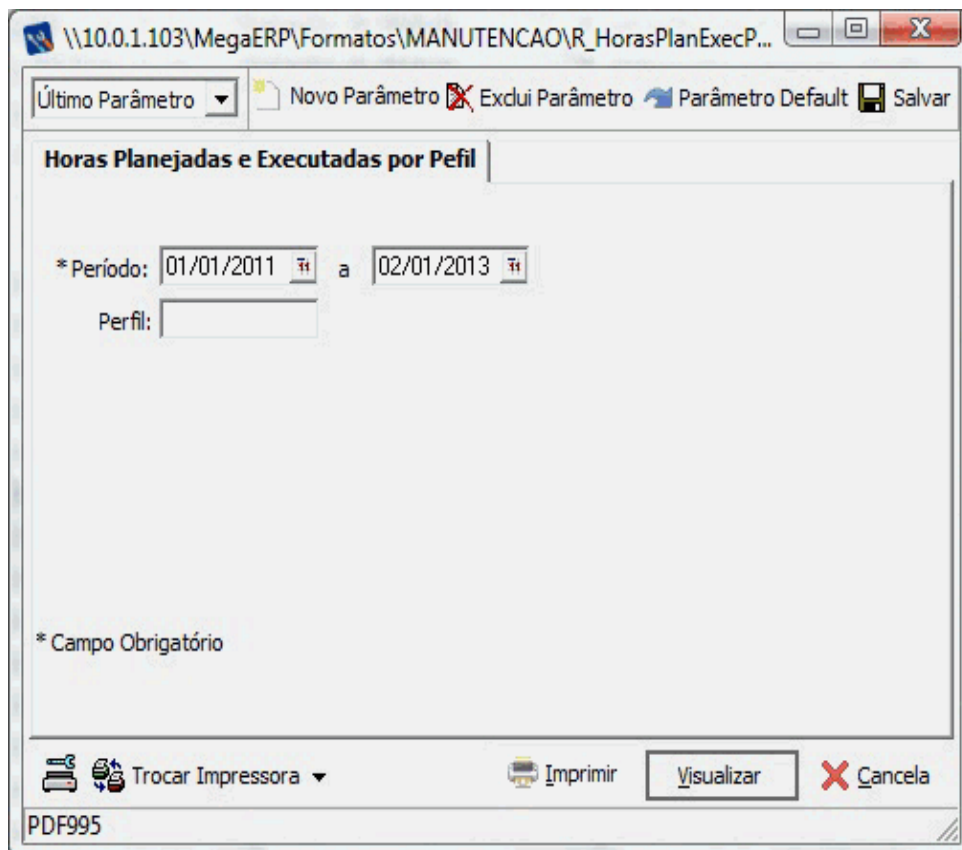 \\10.0.1.103\MegaERP\Formatos\MANUTENCAO\R_HorasPlanExecP...
Último Parâmetro Novo Parâmetro Exclui Parâmetro Parâmetro Default Salvar
Horas Planejadas e Executadas por Pefil
* Período: 01/01/2011 a 02/01/2013
Perfil:
* Campo Obrigatório
Trocar Impressora Imprimir Visualizar Cancela
PDF995